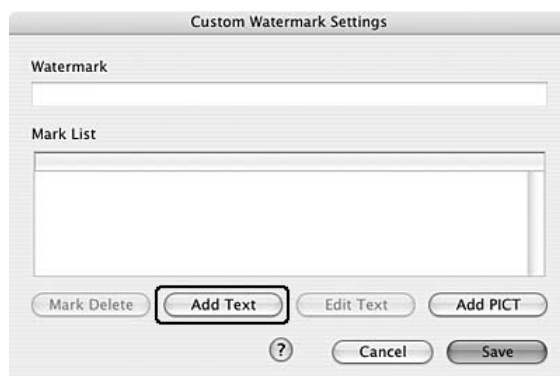 Custom Watermark Settings
Watermark
Mark List
Mark Delete Add Text Edit Text Add PICT
? Cancel Save